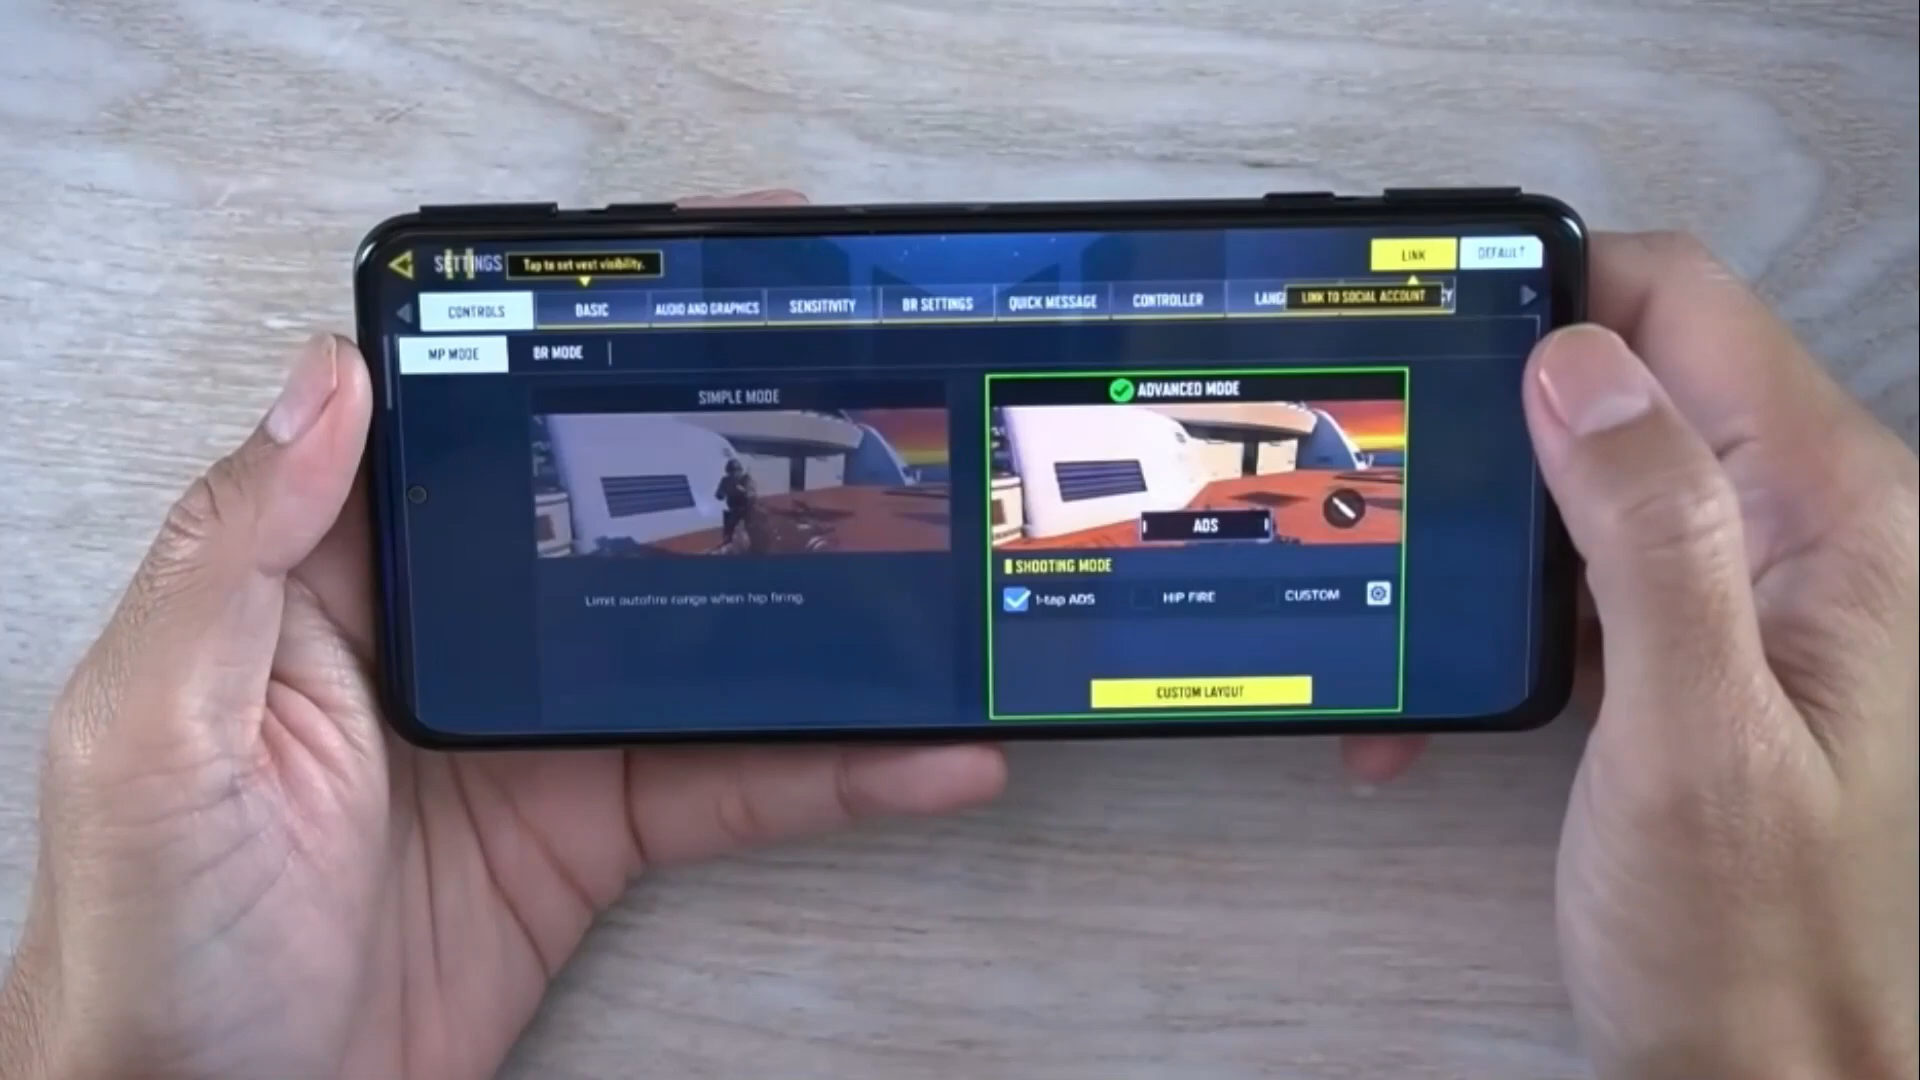 SETTINGS
Tap to set vest visibility.
LINK
DEFAULT
CONTROLS
BASIC
AUDIO AND GRAPHICS
SENSITIVITY
BR SETTINGS
QUICK MESSAGE
CONTROLLER
LANG
LINK TO SOCIAL ACCOUNT
CY
MP MODE
BR MODE
SIMPLE MODE
Limit autofire range when hip firing.
ADVANCED MODE
ADS
SHOOTING MODE
1-tap ADS
HIP FIRE
CUSTOM
CUSTOM LAYOUT